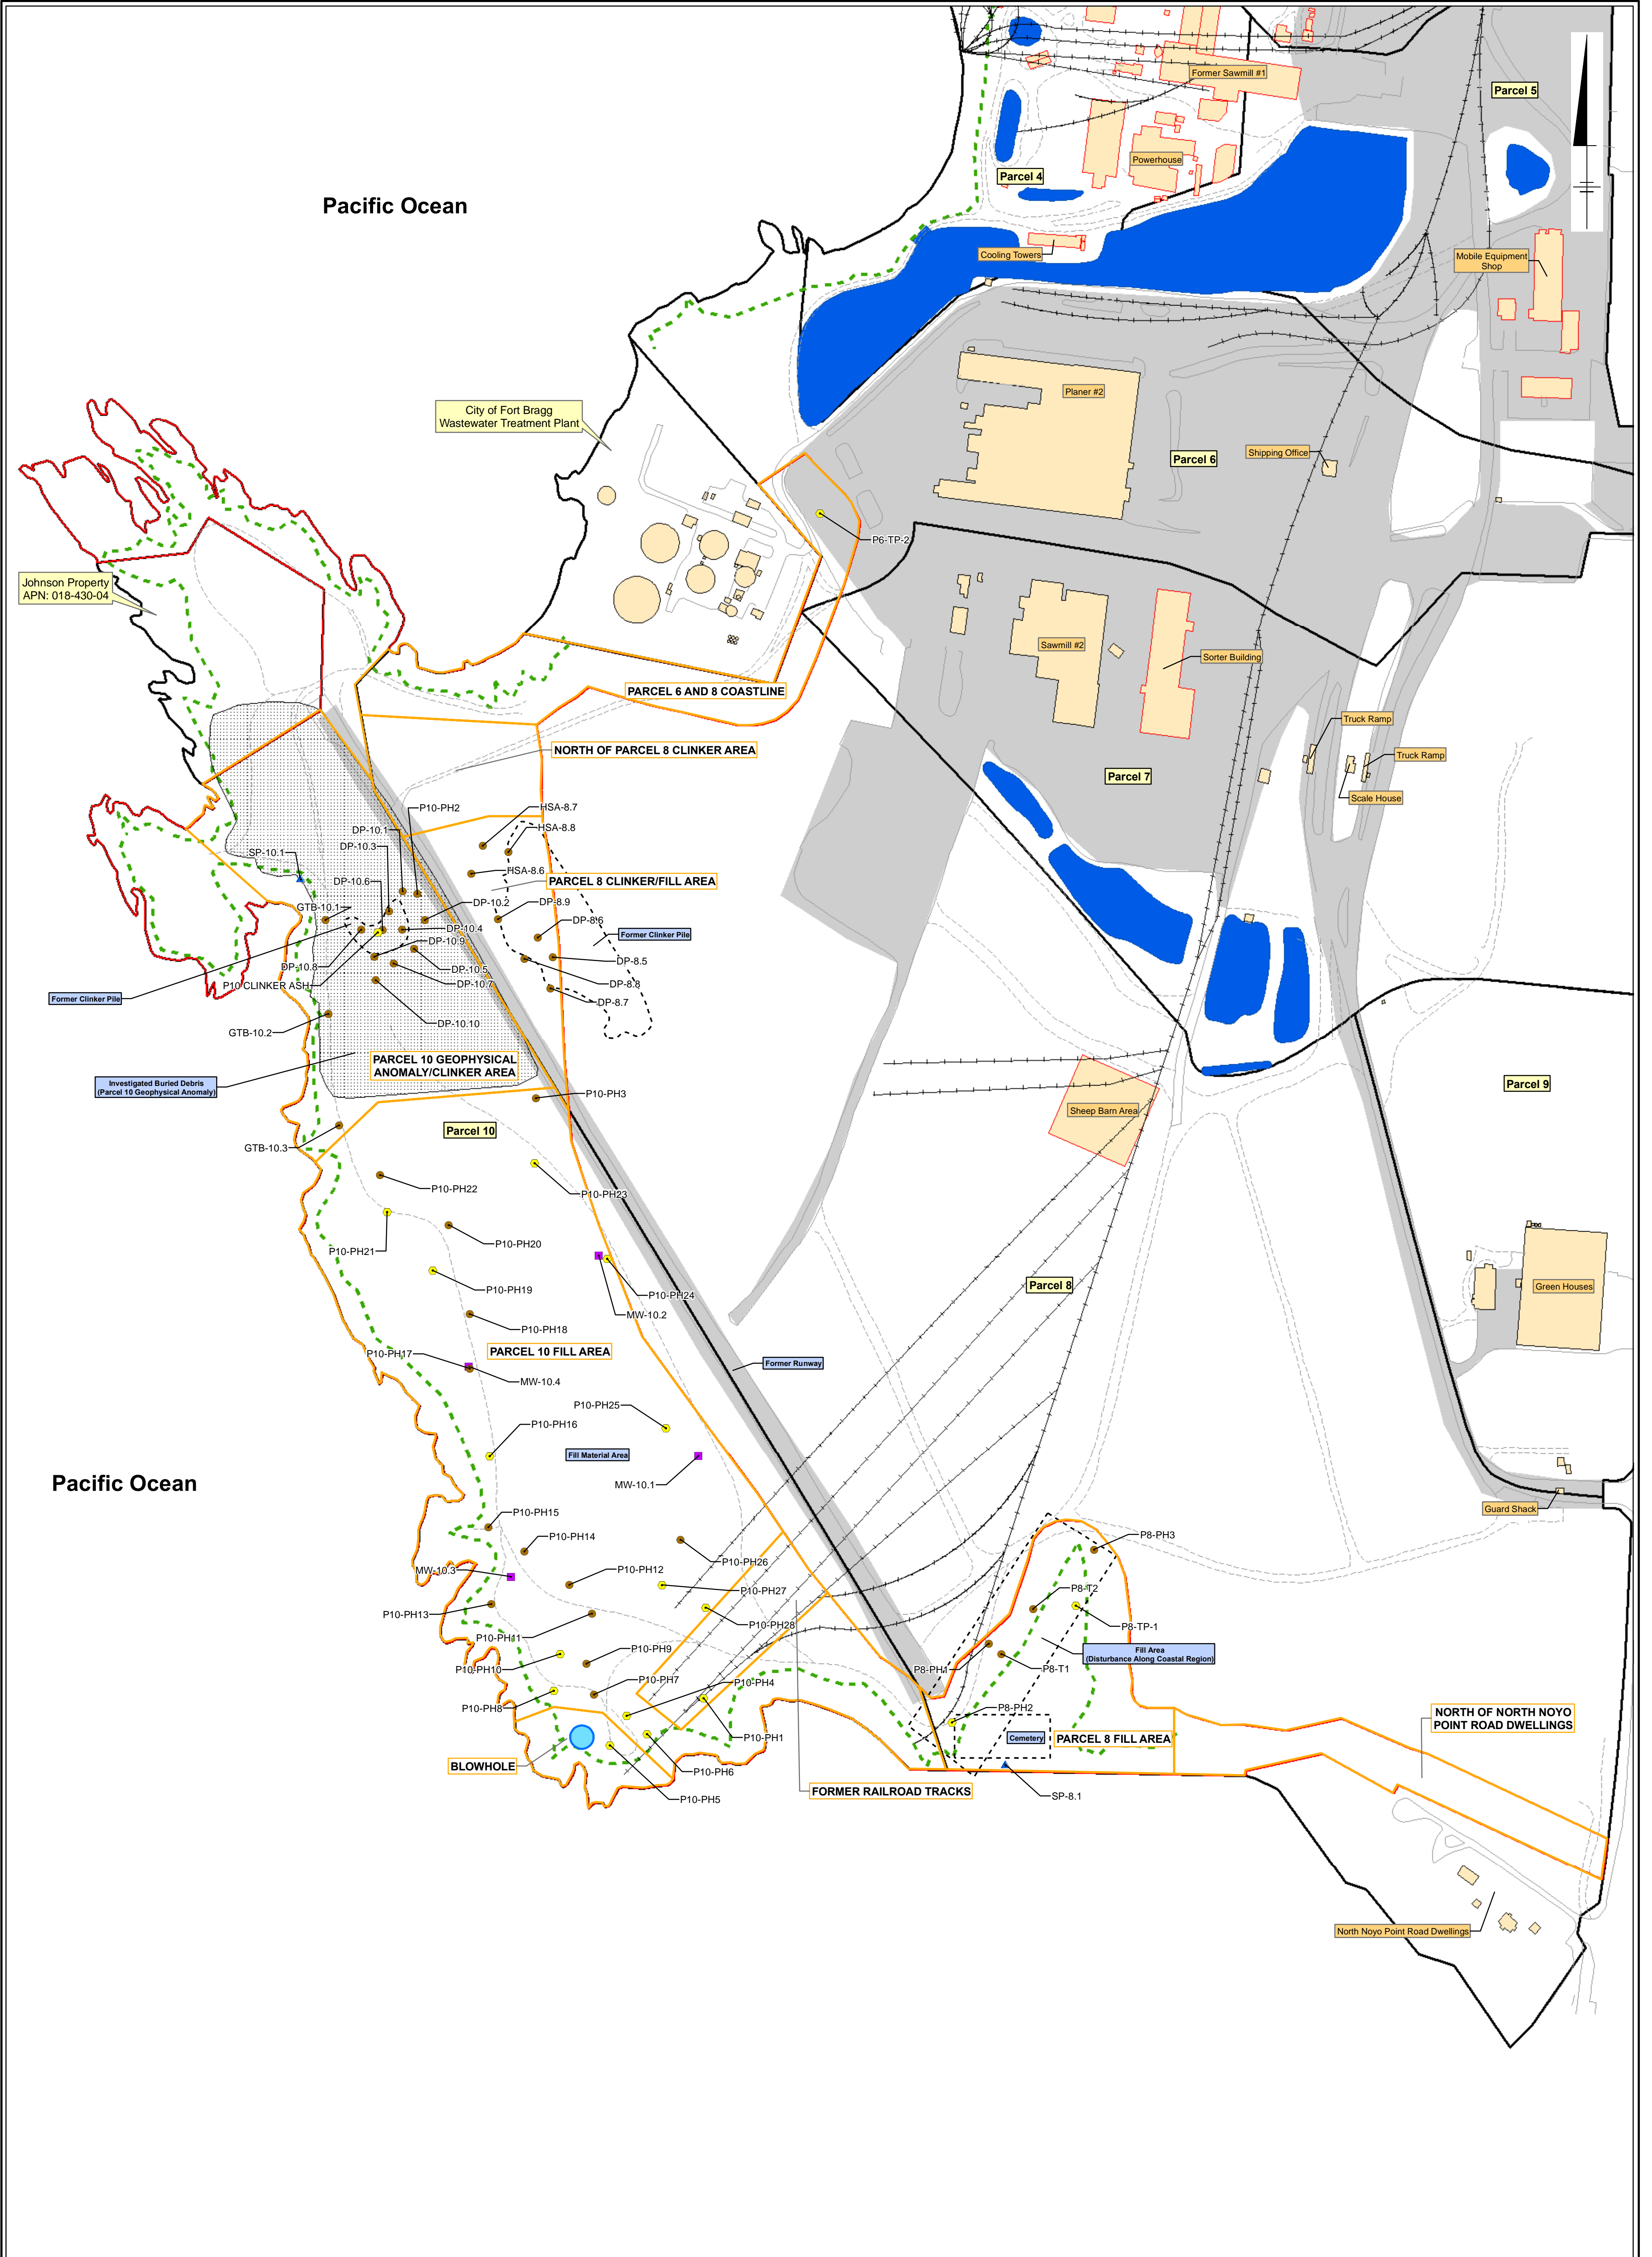 Former Sawmill #1
Parcel 5
Powerhouse
Parcel 4
Pacific Ocean
Cooling Towers
Mobile Equipment
Shop
Planer #2
City of Fort Bragg
Wastewater Treatment Plant
Shipping Office
Parcel 6
P6-TP-2
Johnson Property
APN: 018-430-04
Sawmill #2
Sorter Building
PARCEL 6 AND 8 COASTLINE
Truck Ramp
NORTH OF PARCEL 8 CLINKER AREA
Truck Ramp
Parcel 7
Scale House
P10-PH2
HSA-8.7
DP-10.1
HSA-8.8
DP-10.3
SP-10.1
HSA-8.6
DP-10.6
PARCEL 8 CLINKER/FILL AREA
GTB-10.1
DP-10.2
DP-8.9
DP-8.6
DP-10.4
Former Clinker Pile
DP-10.9
DP-8.5
DP-10.8
DP-10.5
P10 CLINKER ASH
DP-10.7
DP-8.8
Former Clinker Pile
DP-8.7
DP-10.10
GTB-10.2
PARCEL 10 GEOPHYSICAL
ANOMALY/CLINKER AREA
Investigated Buried Debris
(Parcel 10 Geophysical Anomaly)
Parcel 9
P10-PH3
Sheep Barn Area
Parcel 10
GTB-10.3
P10-PH22
P10-PH23
P10-PH20
P10-PH21
Parcel 8
Green Houses
P10-PH19
P10-PH24
MW-10.2
P10-PH18
PARCEL 10 FILL AREA
P10-PH17
Former Runway
MW-10.4
P10-PH25
P10-PH16
Fill Material Area
Pacific Ocean
MW-10.1
Guard Shack
P10-PH15
P10-PH14
P8-PH3
P10-PH26
MW-10.3
P10-PH12
P10-PH27
P8-T2
P10-PH13
P10-PH28
P8-TP-1
P10-PH11
P10-PH9
Fill Area
(Disturbance Along Coastal Region)
P10-PH10
P8-PH1
P8-T1
P10-PH7
P10-PH4
P10-PH8
P8-PH2
NORTH OF NORTH NOYO
POINT ROAD DWELLINGS
P10-PH1
Cemetery
PARCEL 8 FILL AREA
BLOWHOLE
P10-PH6
FORMER RAILROAD TRACKS
P10-PH5
SP-8.1
North Noyo Point Road Dwellings